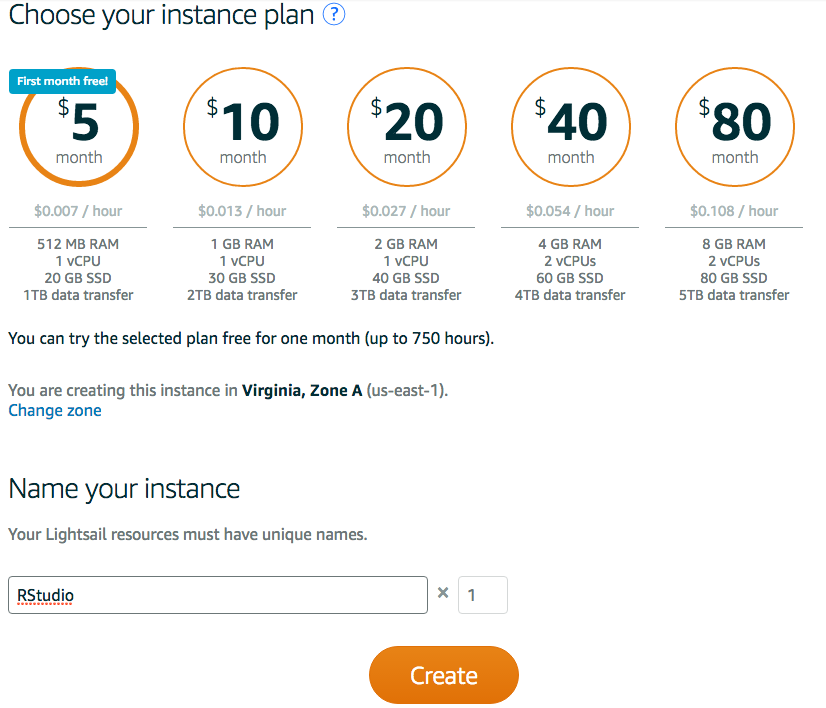 Choose your instance plan ?
First month free!
$5
month
$0.007 / hour
512 MB RAM
1 vCPU
20 GB SSD
1TB data transfer
$10
month
$0.013 / hour
1 GB RAM
1 vCPU
30 GB SSD
2TB data transfer
$20
month
$0.027 / hour
2 GB RAM
1 vCPU
40 GB SSD
3TB data transfer
$40
month
$0.054 / hour
4 GB RAM
2 vCPUs
60 GB SSD
4TB data transfer
$80
month
$0.108 / hour
8 GB RAM
2 vCPUs
80 GB SSD
5TB data transfer
You can try the selected plan free for one month (up to 750 hours).
You are creating this instance in Virginia, Zone A (us-east-1).
Change zone
Name your instance
Your Lightsail resources must have unique names.
RStudio × 1
Create